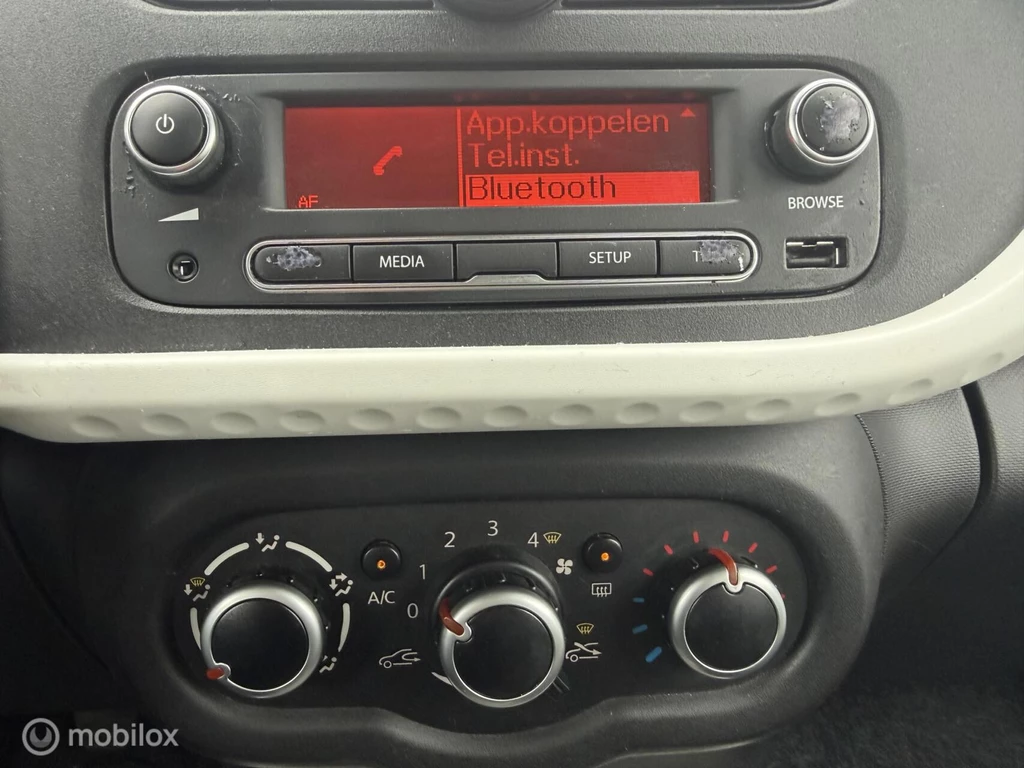 App.koppelen
Tel.inst.
Bluetooth
AF
BROWSE
MEDIA
SETUP
0
1
2
3
4
A/C
mobilox